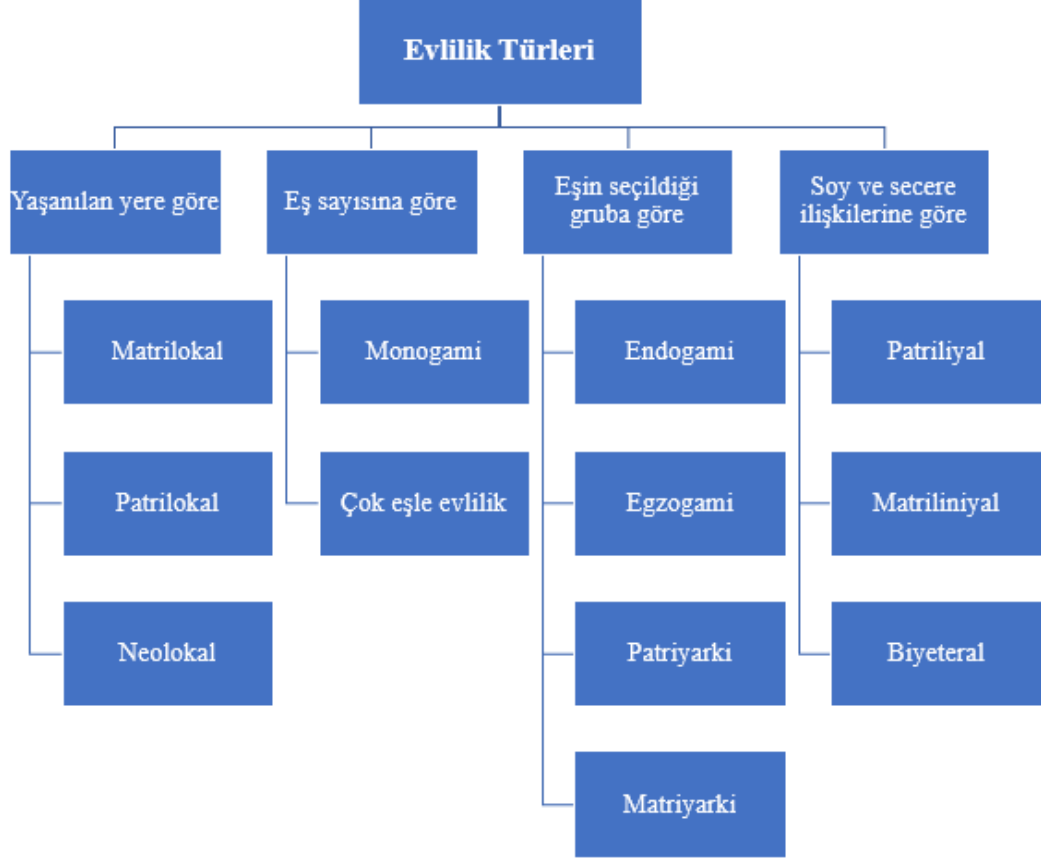 Evlilik Türleri
Yaşanılan yere göre
Eş sayısına göre
Eşin seçildiği
gruba göre
Soy ve secere
ilişkilerine göre
Matrilokal
Patrilokal
Neolokal
Monogami
Çok eşle evlilik
Endogami
Egzogami
Patriyarki
Matriyarki
Patriliyal
Matriliniyal
Biyeteral